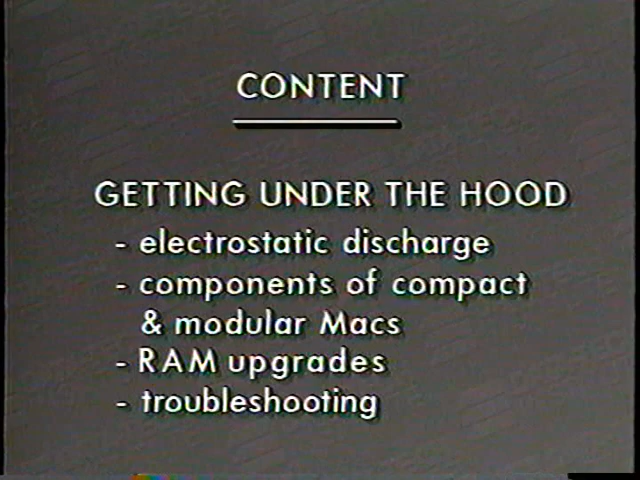 CONTENT
GETTING UNDER THE HOOD
- electrostatic discharge
- components of compact
& modular Macs
- RAM upgrades
- troubleshooting